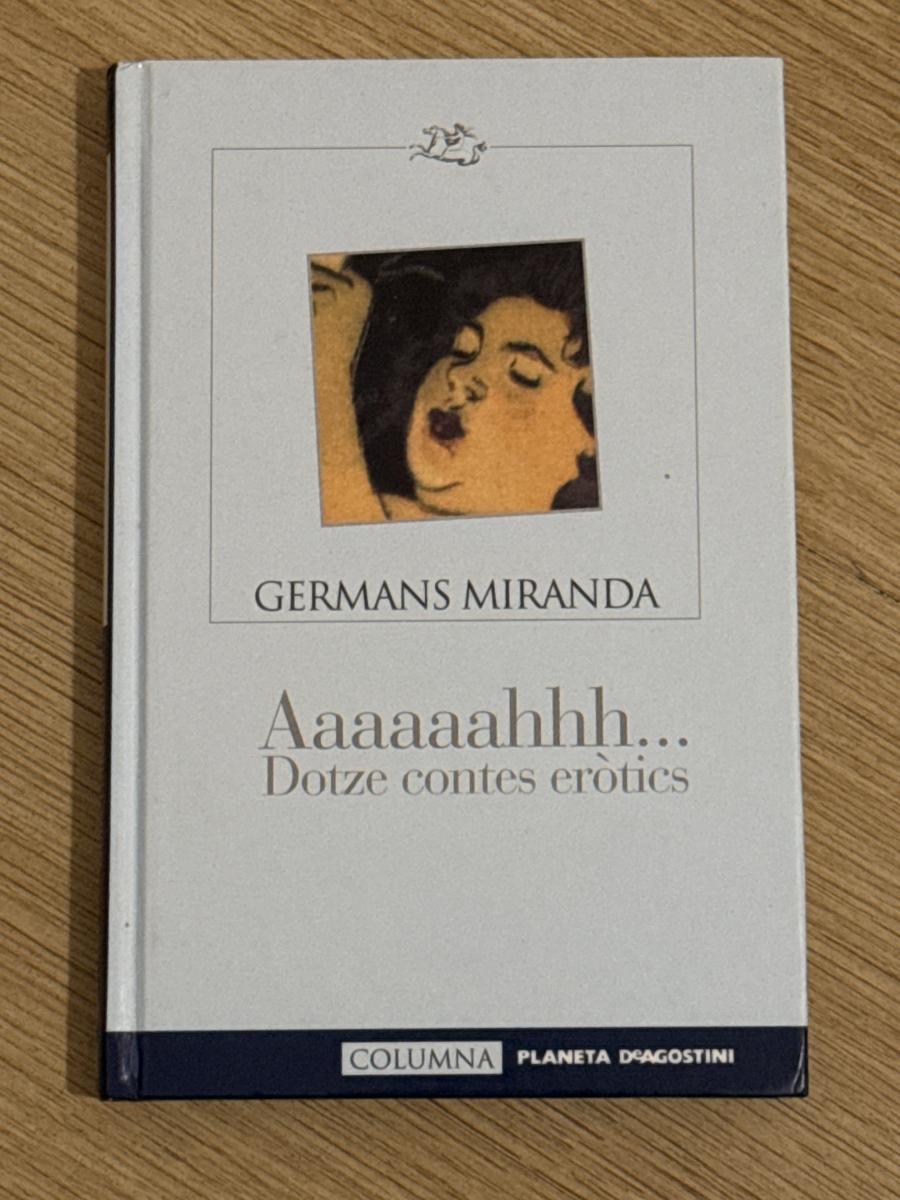 GERMANS MIRANDA
Aaaaaahhh...
Dotze contes eròtics
COLUMNA PLANETA DeAGOSTINI